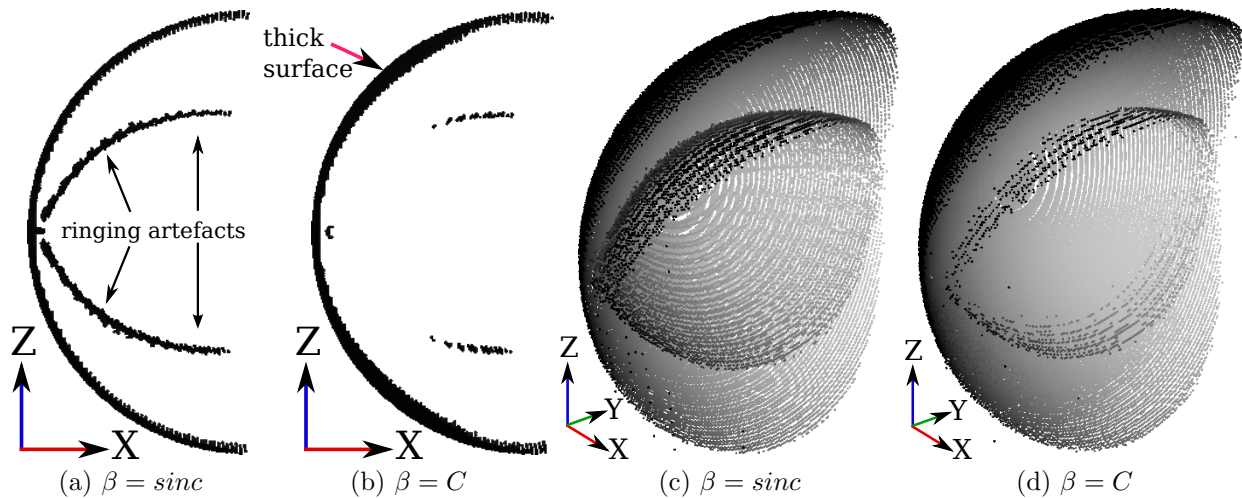 thick
surface
ringing artefacts
Z
X
Z
X
Z
Y
X
Z
Y
X
(a) β = sinc
(b) β = C
(c) β = sinc
(d) β = C